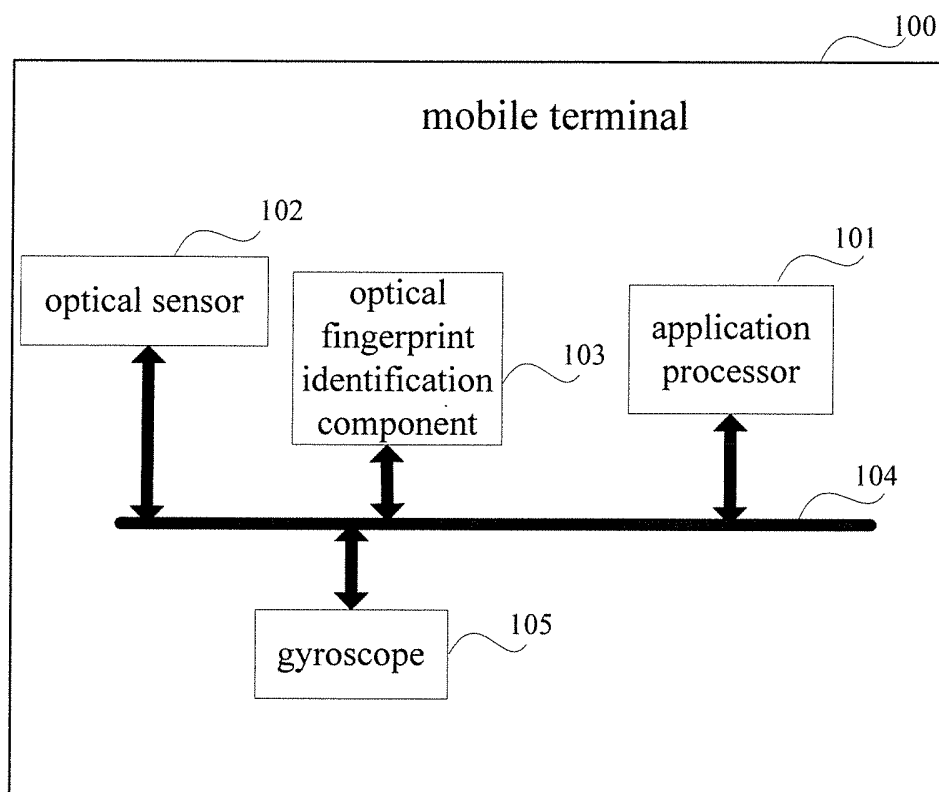 100
mobile terminal
102
optical sensor
optical
fingerprint
identification
component
103
101
application
processor
104
105
gyroscope